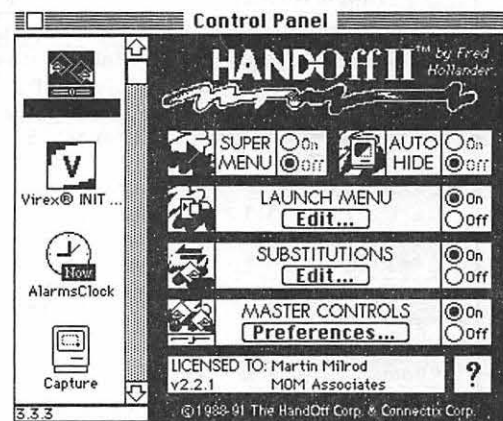 Control Panel
HANDOff II™ by Fred Hollander
SUPER MENU On Off
AUTO HIDE On Off
Virex® INIT ...
LAUNCH MENU On
Edit... Off
Now
AlarmsClock
SUBSTITUTIONS On
Edit... Off
MASTER CONTROLS On
Preferences... Off
Capture
LICENSED TO: Martin Milrod
v2.2.1 MOM Associates
?
3.3.3
©1988-91 The HandOff Corp. & Connectix Corp.